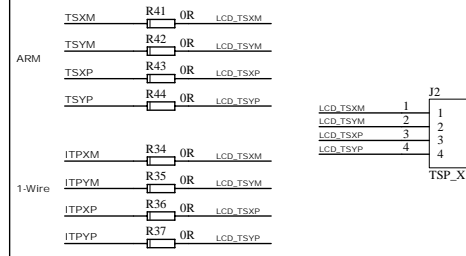 ARM
TSXM R41 0R LCD_TSXM
TSYM R42 0R LCD_TSYM
TSXP R43 0R LCD_TSXP
TSYP R44 0R LCD_TSYP
1-Wire
ITPXM R34 0R LCD_TSXM
ITPYM R35 0R LCD_TSYM
ITPXP R36 0R LCD_TSXP
ITPYP R37 0R LCD_TSYP
J2
LCD_TSXM 1 1
LCD_TSYM 2 2
LCD_TSXP 3 3
LCD_TSYP 4 4
TSP_X